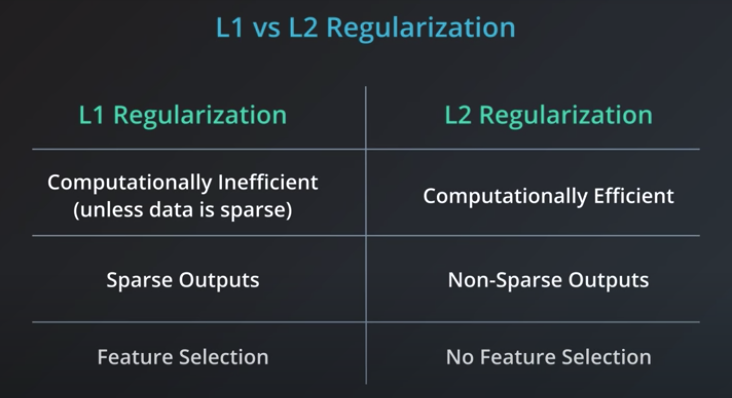 L1 vs L2 Regularization
L1 Regularization
L2 Regularization
Computationally Inefficient
(unless data is sparse)
Computationally Efficient
Sparse Outputs
Non-Sparse Outputs
Feature Selection
No Feature Selection